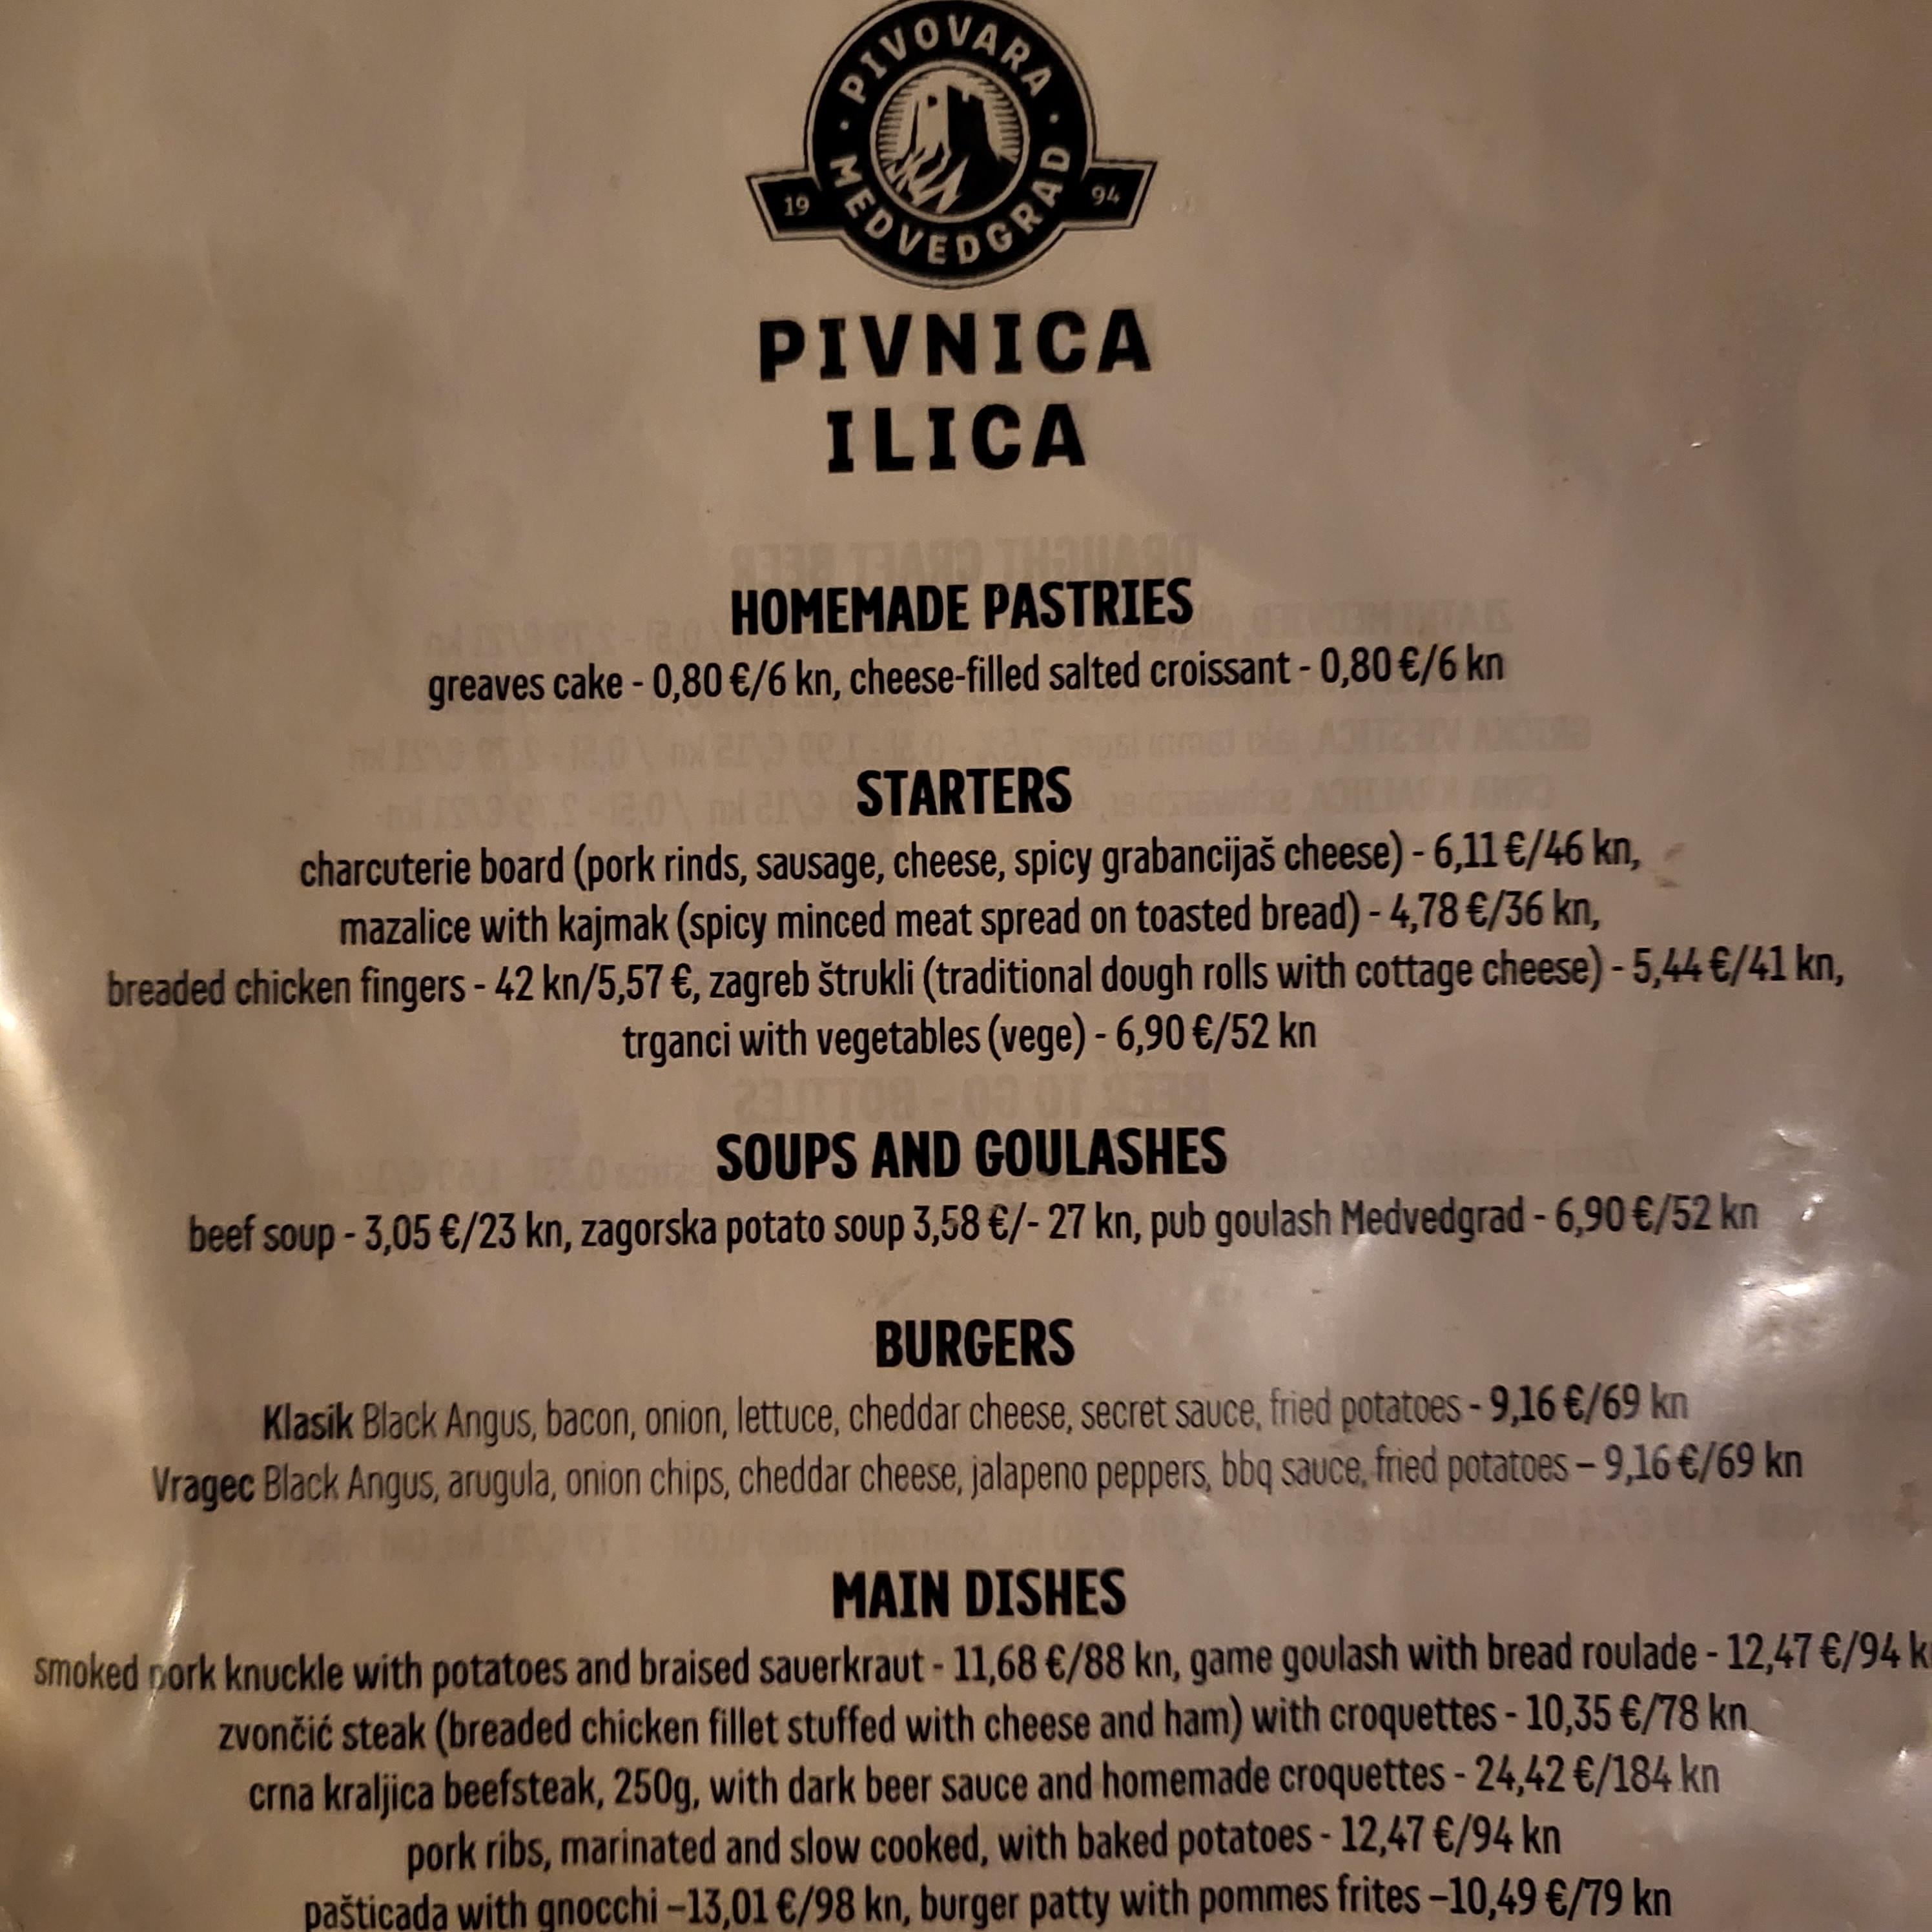 PIVOVARA
MEDVEDGRAD
19 94
PIVNICA
ILICA
HOMEMADE PASTRIES
greaves cake - 0,80 €/6 kn, cheese-filled salted croissant - 0,80 €/6 kn
STARTERS
charcuterie board (pork rinds, sausage, cheese, spicy grabancijaš cheese) - 6,11 €/46 kn,
mazalice with kajmak (spicy minced meat spread on toasted bread) - 4,78 €/36 kn,
breaded chicken fingers - 42 kn/5,57 €, zagreb štrukli (traditional dough rolls with cottage cheese) - 5,44 €/41 kn,
trganci with vegetables (vege) - 6,90 €/52 kn
SOUPS AND GOULASHES
beef soup - 3,05 €/23 kn, zagorska potato soup 3,58 €/- 27 kn, pub goulash Medvedgrad - 6,90 €/52 kn
BURGERS
Klasik Black Angus, bacon, onion, lettuce, cheddar cheese, secret sauce, fried potatoes - 9,16 €/69 kn
Vragec Black Angus, arugula, onion chips, cheddar cheese, jalapeno peppers, bbq sauce, fried potatoes – 9,16 €/69 kn
MAIN DISHES
smoked pork knuckle with potatoes and braised sauerkraut - 11,68 €/88 kn, game goulash with bread roulade - 12,47 €/94 k
zvončić steak (breaded chicken fillet stuffed with cheese and ham) with croquettes - 10,35 €/78 kn
crna kraljica beefsteak, 250g, with dark beer sauce and homemade croquettes - 24,42 €/184 kn
pork ribs, marinated and slow cooked, with baked potatoes - 12,47 €/94 kn
pašticada with gnocchi –13,01 €/98 kn, burger patty with pommes frites –10,49 €/79 kn